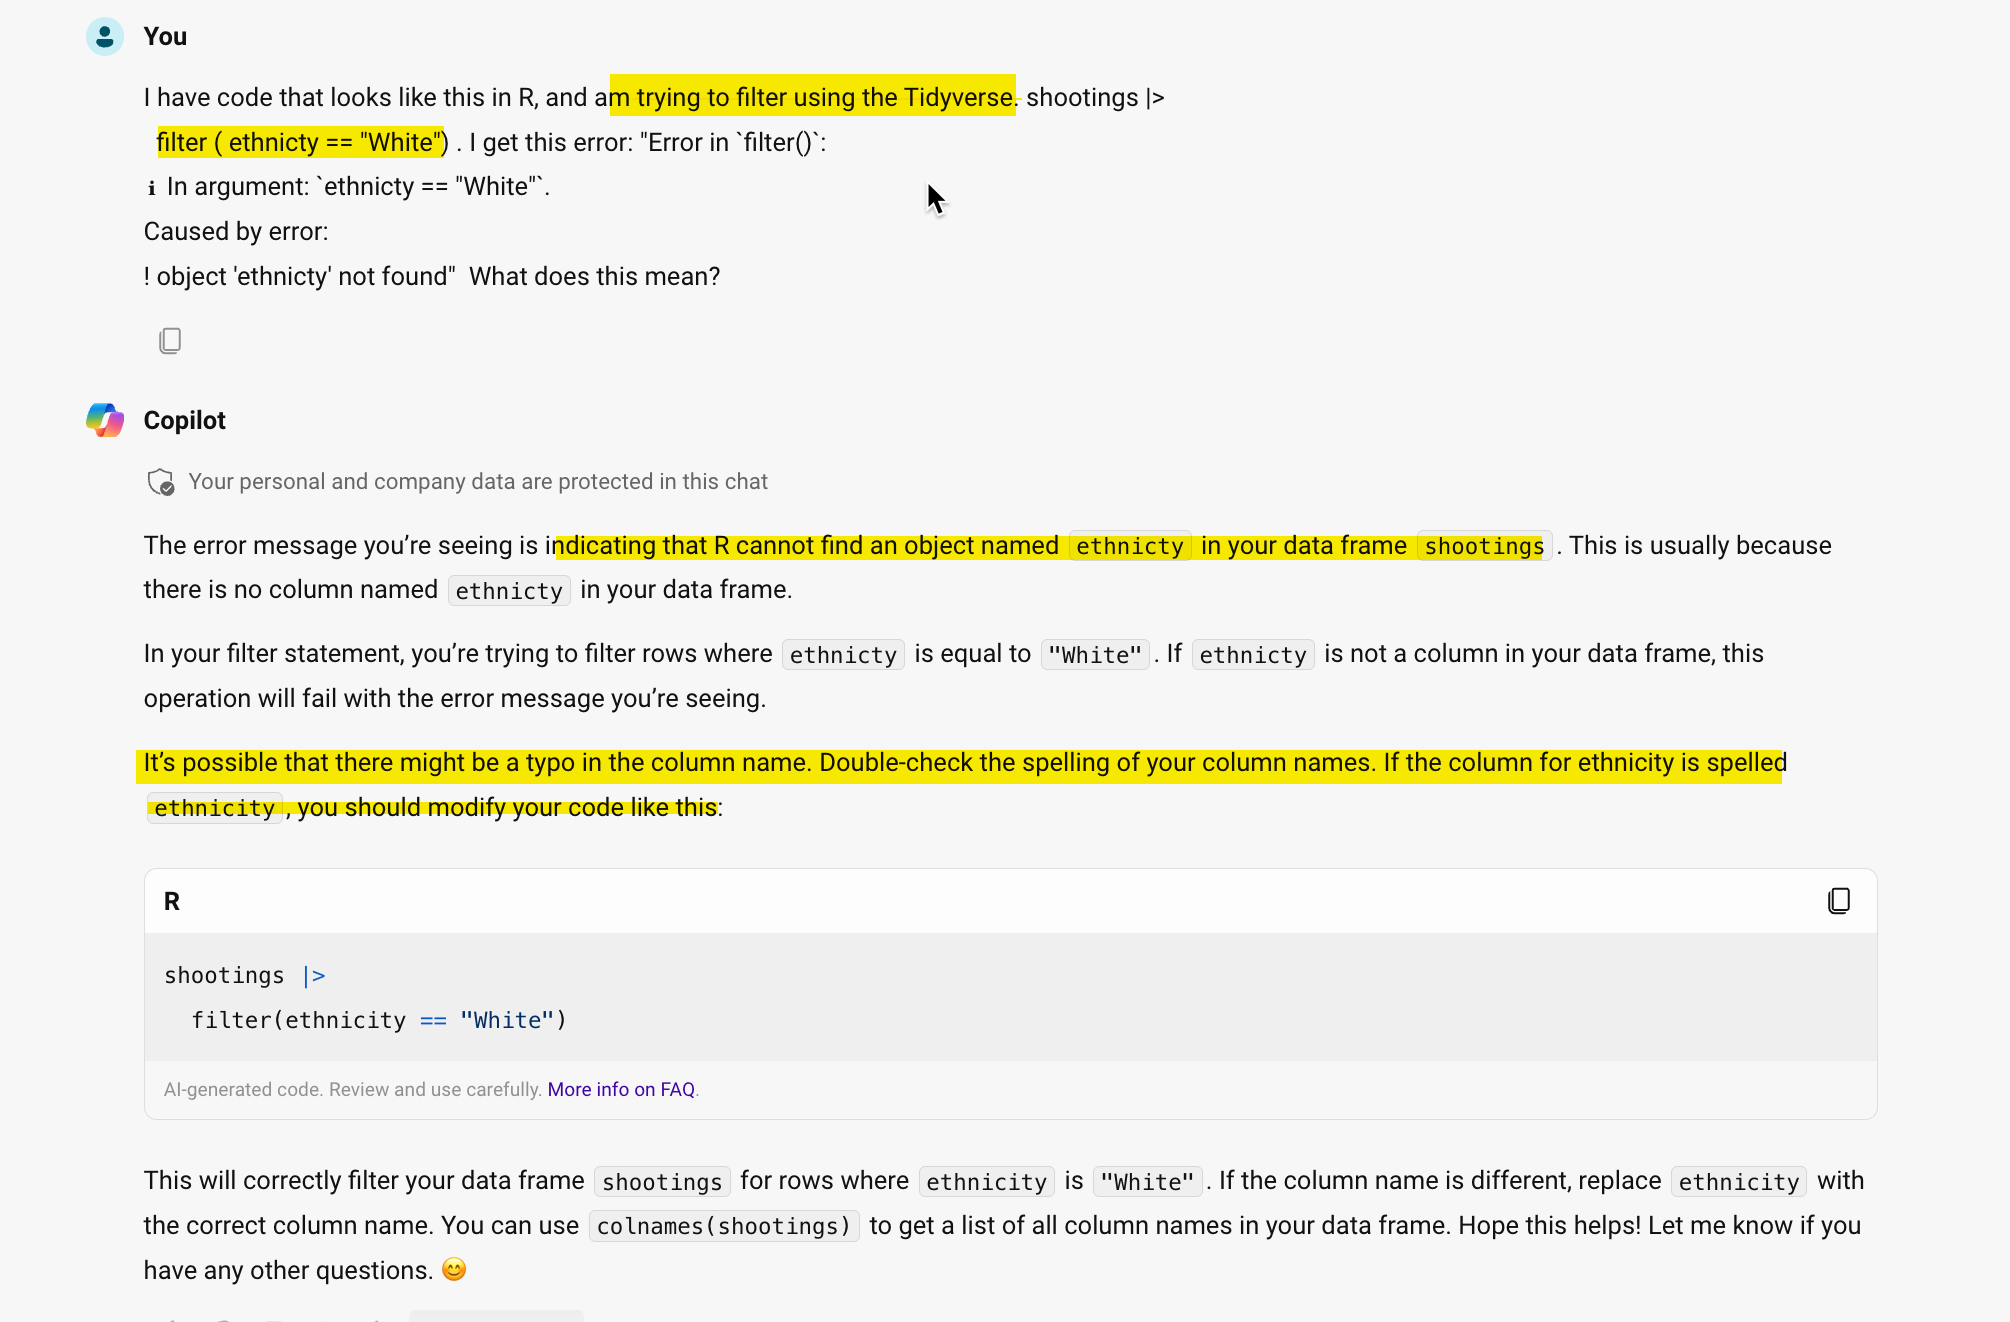 You
I have code that looks like this in R, and am trying to filter using the Tidyverse. shootings |>
filter ( ethnicty == "White") . I get this error: "Error in `filter()`:
ℹ In argument: `ethnicty == "White"`.
Caused by error:
! object 'ethnicty' not found"  What does this mean?
Copilot
Your personal and company data are protected in this chat
The error message you’re seeing is indicating that R cannot find an object named ethnicty in your data frame shootings . This is usually because
there is no column named ethnicty in your data frame.
In your filter statement, you’re trying to filter rows where ethnicty is equal to "White" . If ethnicty is not a column in your data frame, this
operation will fail with the error message you’re seeing.
It’s possible that there might be a typo in the column name. Double-check the spelling of your column names. If the column for ethnicity is spelled
ethnicity , you should modify your code like this:
R
shootings |>
filter(ethnicity == "White")
AI-generated code. Review and use carefully. More info on FAQ.
This will correctly filter your data frame shootings for rows where ethnicity is "White" . If the column name is different, replace ethnicity with
the correct column name. You can use colnames(shootings) to get a list of all column names in your data frame. Hope this helps! Let me know if you
have any other questions. 😊